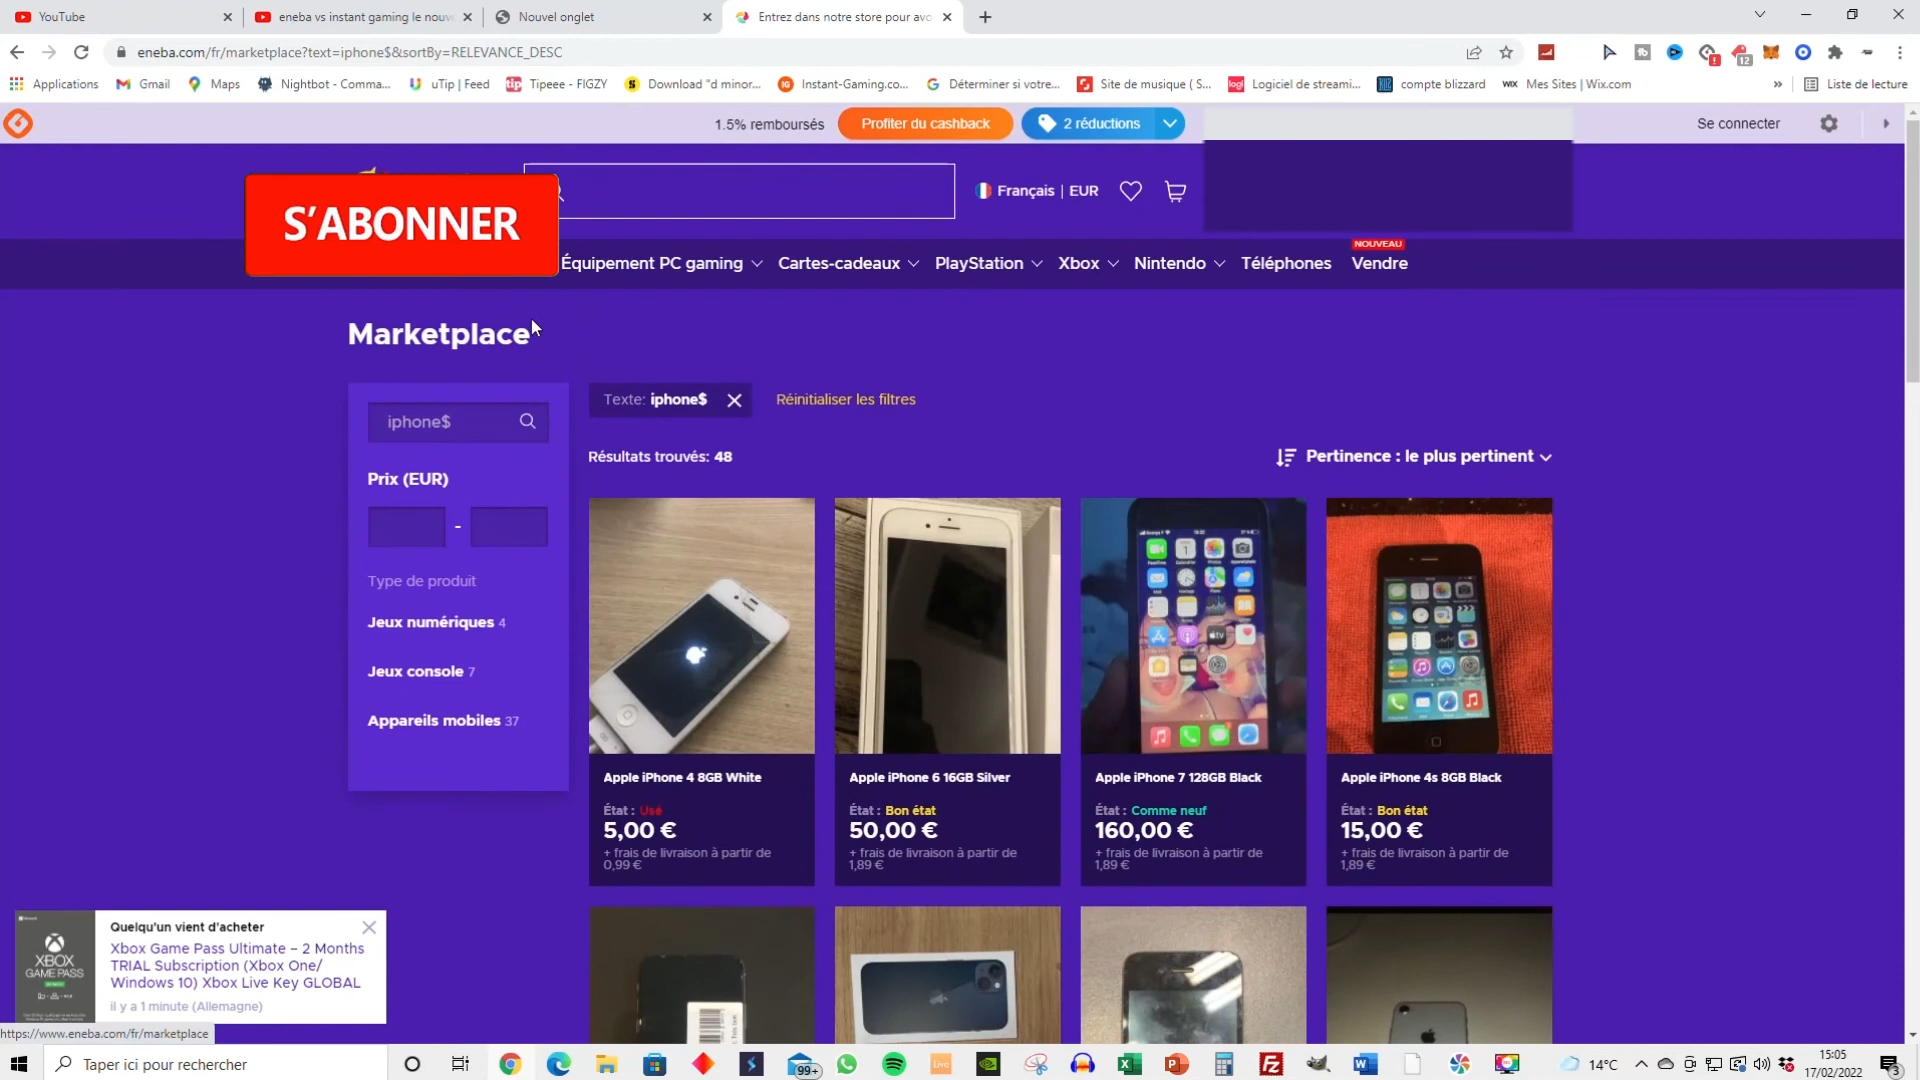 YouTube
eneba vs instant gaming le nouv
Nouvel onglet
Entrez dans notre store pour avo
eneba.com/fr/marketplace?text=iphone$&sortBy=RELEVANCE_DESC
Applications
Gmail
Maps
Nightbot - Comma...
uTip | Feed
Tipeee - FIGZY
Download "d minor...
Instant-Gaming.co...
Déterminer si votre...
Site de musique ( S...
Logiciel de streami...
compte blizzard
Mes Sites | Wix.com
»
Liste de lecture
1.5% remboursés
Profiter du cashback
2 réductions
Se connecter
S'ABONNER
Français | EUR
Équipement PC gaming
Cartes-cadeaux
PlayStation
Xbox
Nintendo
Téléphones
NOUVEAU
Vendre
Marketplace
iphone$
Prix (EUR)
-
Type de produit
Jeux numériques 4
Jeux console 7
Appareils mobiles 37
Texte: iphone$
Réinitialiser les filtres
Résultats trouvés: 48
Pertinence : le plus pertinent
Apple iPhone 4 8GB White
État : Usé
5,00 €
+ frais de livraison à partir de
0,99 €
Apple iPhone 6 16GB Silver
État : Bon état
50,00 €
+ frais de livraison à partir de
1,89 €
Apple iPhone 7 128GB Black
État : Comme neuf
160,00 €
+ frais de livraison à partir de
1,89 €
Apple iPhone 4s 8GB Black
État : Bon état
15,00 €
+ frais de livraison à partir de
1,89 €
XBOX
GAME PASS
Quelqu'un vient d'acheter
Xbox Game Pass Ultimate – 2 Months
TRIAL Subscription (Xbox One/
Windows 10) Xbox Live Key GLOBAL
il y a 1 minute (Allemagne)
https://www.eneba.com/fr/marketplace
Taper ici pour rechercher
99+
14°C
15:05
17/02/2022
3